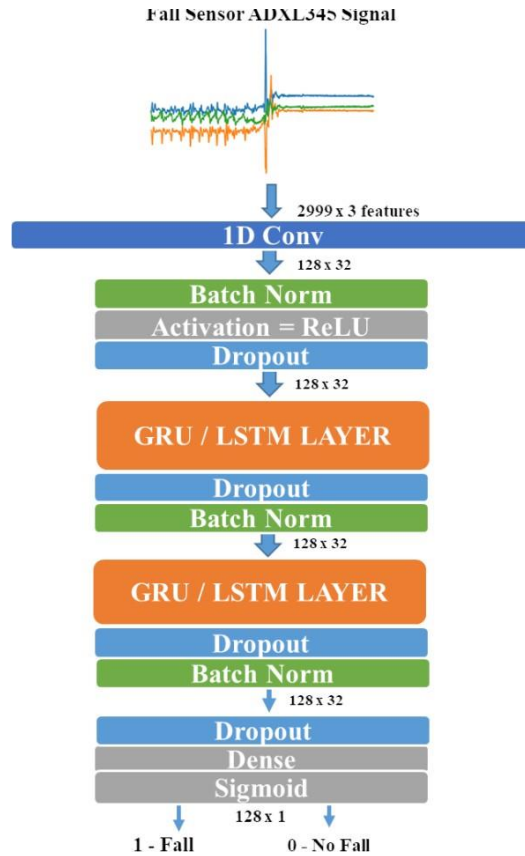 Fall Sensor ADXL345 Signal
2999 x 3 features
1D Conv
128 x 32
Batch Norm
Activation = ReLU
Dropout
128 x 32
GRU / LSTM LAYER
Dropout
Batch Norm
128 x 32
GRU / LSTM LAYER
Dropout
Batch Norm
128 x 32
Dropout
Dense
Sigmoid
128 x 1
1 - Fall 0 - No Fall